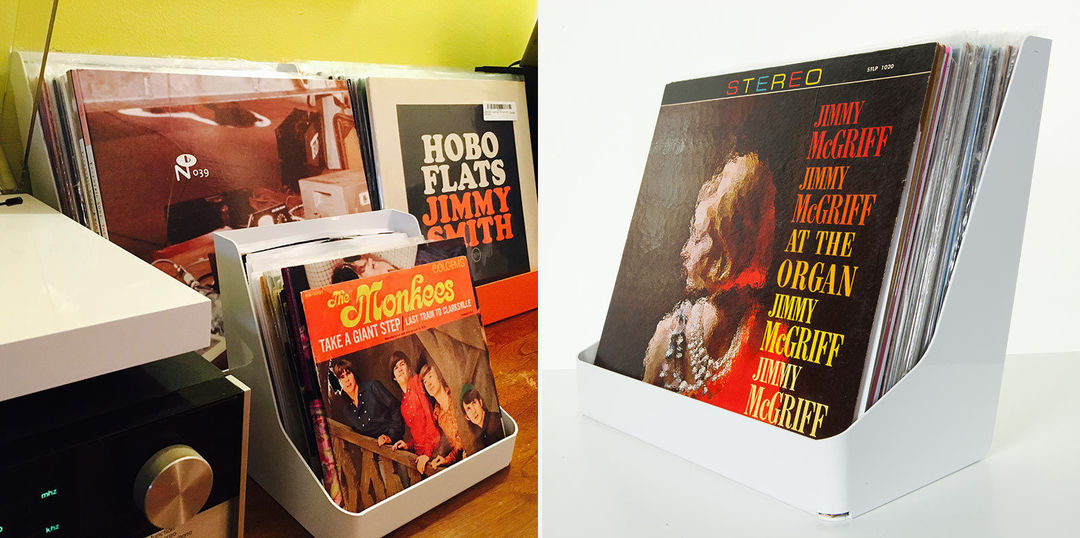 N 039
HOBO
FLATS
JIMMY
SMITH
The Monkees
TAKE A GIANT STEP
LAST TRAIN TO CLARKSVILLE
mhz
khz
STEREO
STLP 1020
JIMMY
McGRIFF
JIMMY
McGRIFF
AT THE
ORGAN
JIMMY
McGRIFF
JIMMY
McGRIFF